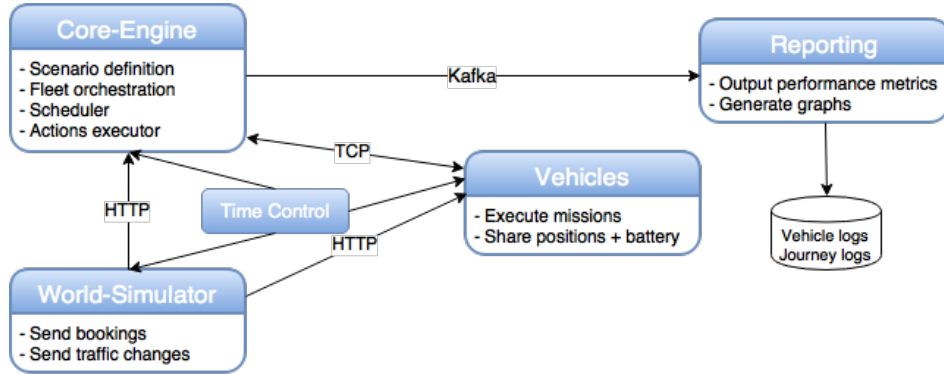 Core-Engine
- Scenario definition
- Fleet orchestration
- Scheduler
- Actions executor
Kafka
Reporting
- Output performance metrics
- Generate graphs
TCP
HTTP
Time Control
HTTP
Vehicles
- Execute missions
- Share positions + battery
Vehicle logs
Journey logs
World-Simulator
- Send bookings
- Send traffic changes